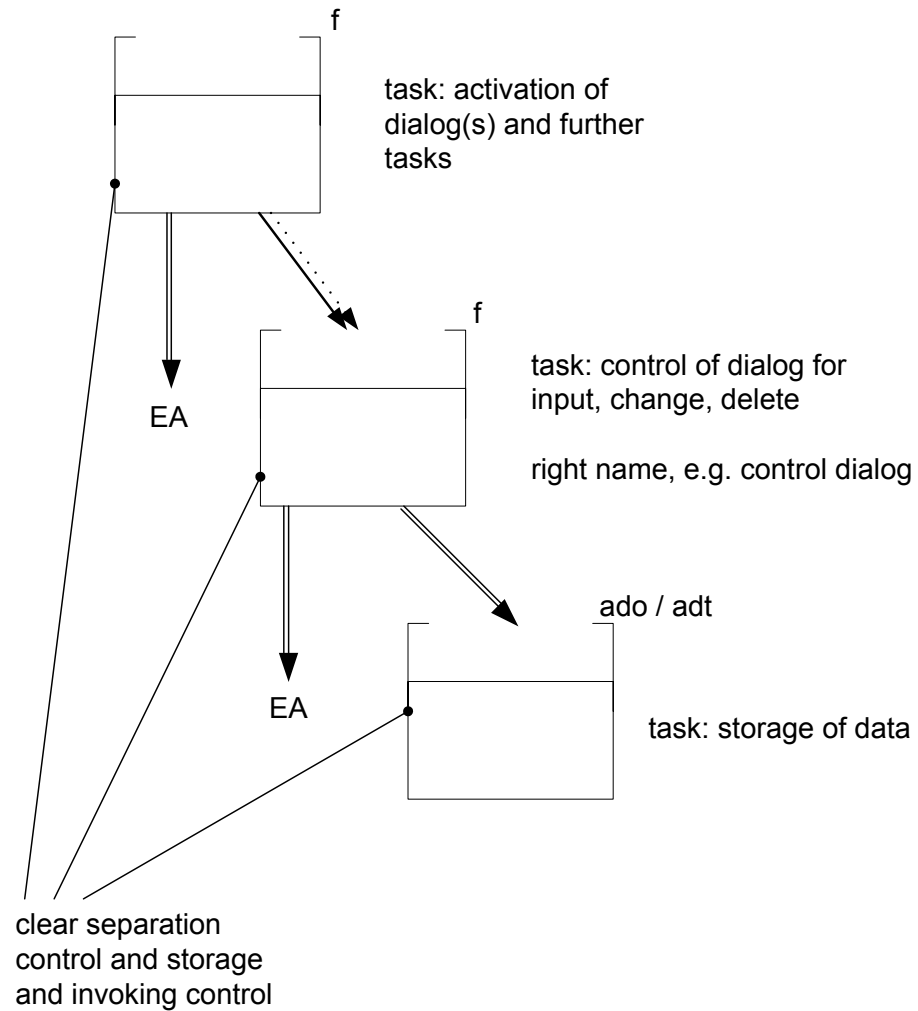 f
task: activation of
dialog(s) and further
tasks
f
task: control of dialog for
input, change, delete
EA
right name, e.g. control dialog
ado / adt
EA
task: storage of data
clear separation
control and storage
and invoking control